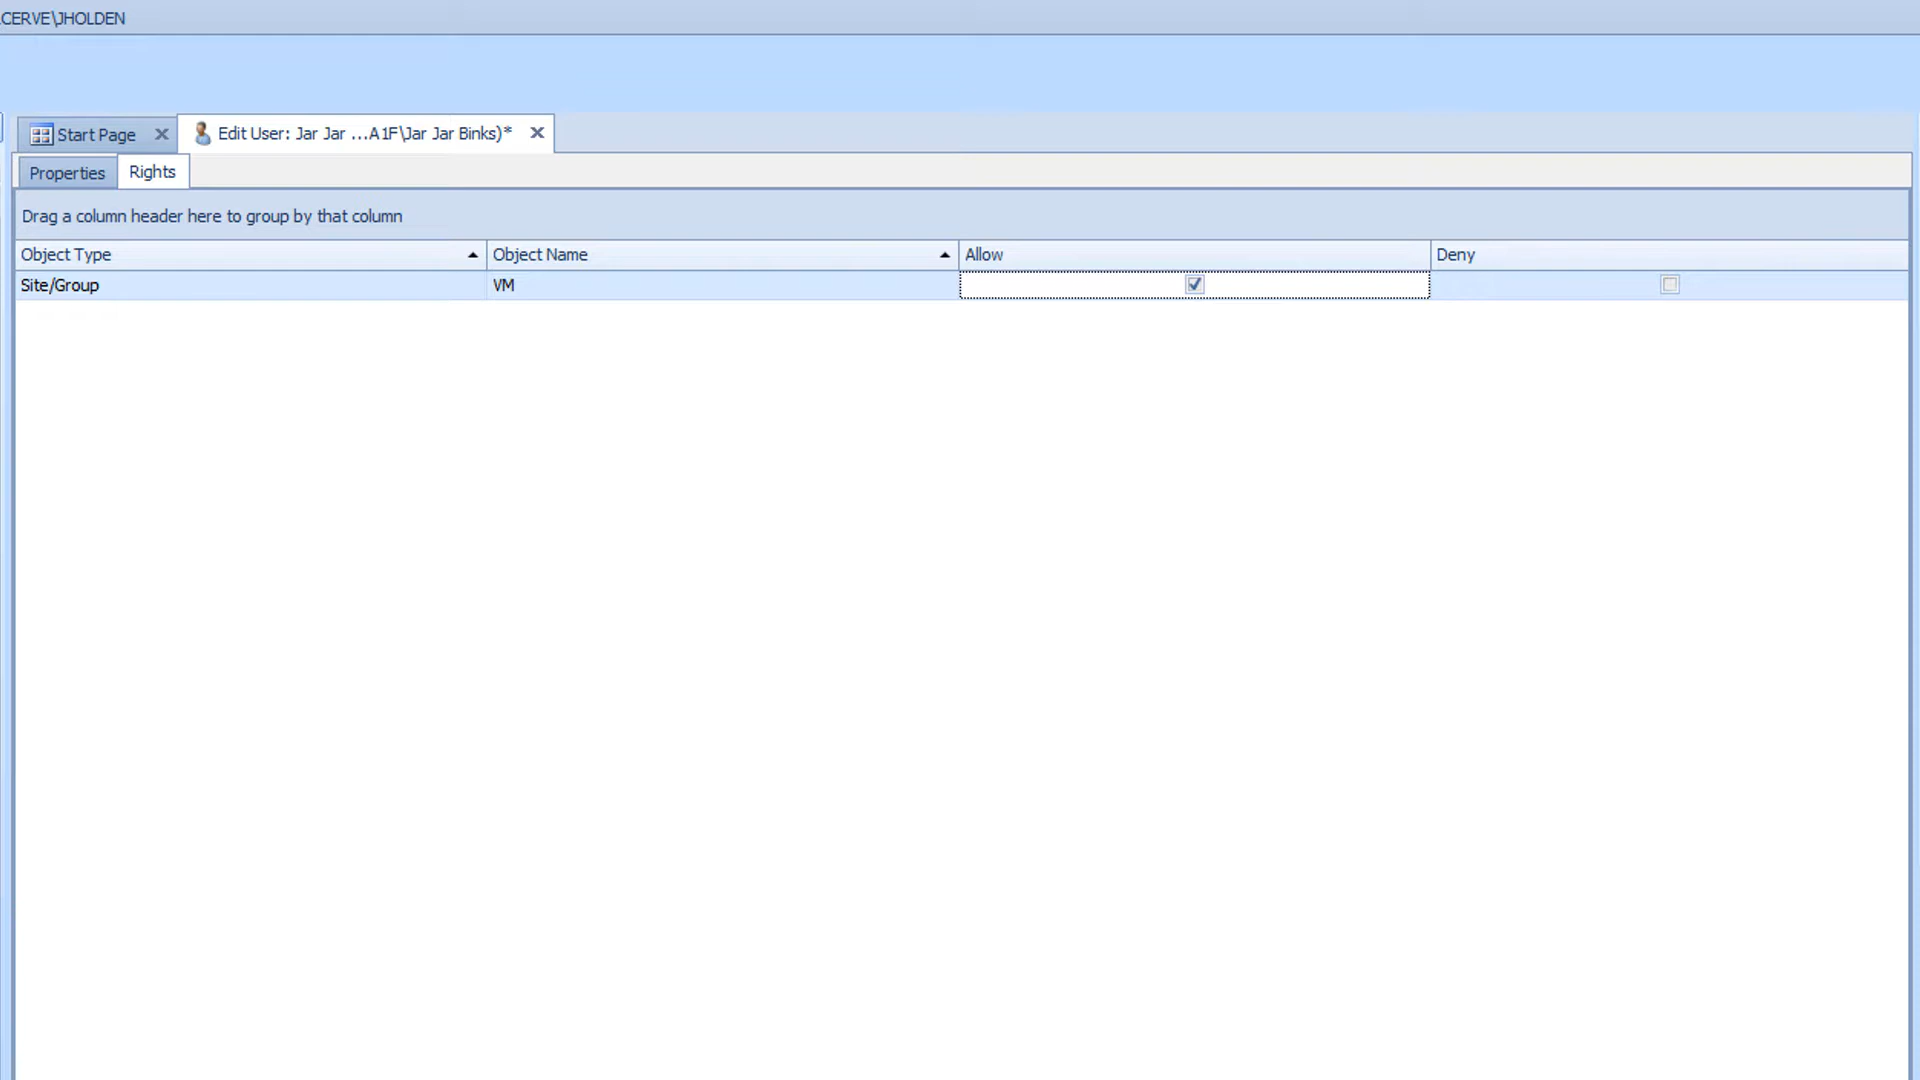 CERVE\JHOLDEN
Start Page
Edit User: Jar Jar ...A1F\Jar Jar Binks)*
Properties
Rights
Drag a column header here to group by that column
Object Type
Object Name
Allow
Deny
Site/Group
VM